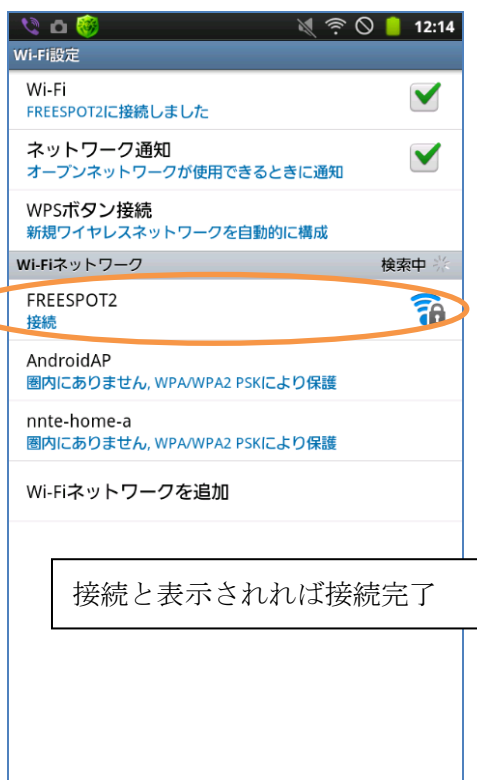 12:14
Wi-Fi設定
Wi-Fi
FREESPOT2に接続しました
ネットワーク通知
オープンネットワークが使用できるときに通知
WPSボタン接続
新規ワイヤレスネットワークを自動的に構成
Wi-Fiネットワーク 検索中
FREESPOT2
接続
AndroidAP
圏内にありません, WPA/WPA2 PSKにより保護
nnte-home-a
圏内にありません, WPA/WPA2 PSKにより保護
Wi-Fiネットワークを追加
接続と表示されれば接続完了